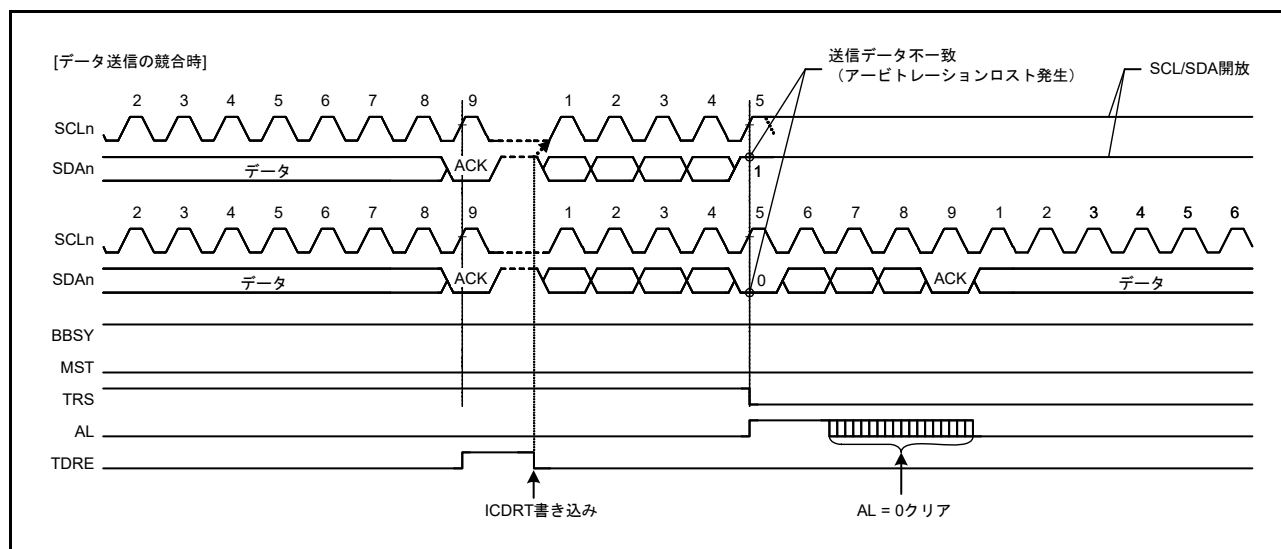 [データ送信の競合時]
送信データ不一致
（アービトレーションロスト発生）
SCL/SDA開放
2 3 4 5 6 7 8 9 1 2 3 4 5
SCLn
SDAn データ ACK 1
2 3 4 5 6 7 8 9 1 2 3 4 5 6 7 8 9 1 2 3 4 5 6
SCLn
SDAn データ ACK 0 ACK データ
BBSY
MST
TRS
AL
TDRE
ICDRT書き込み AL = 0クリア